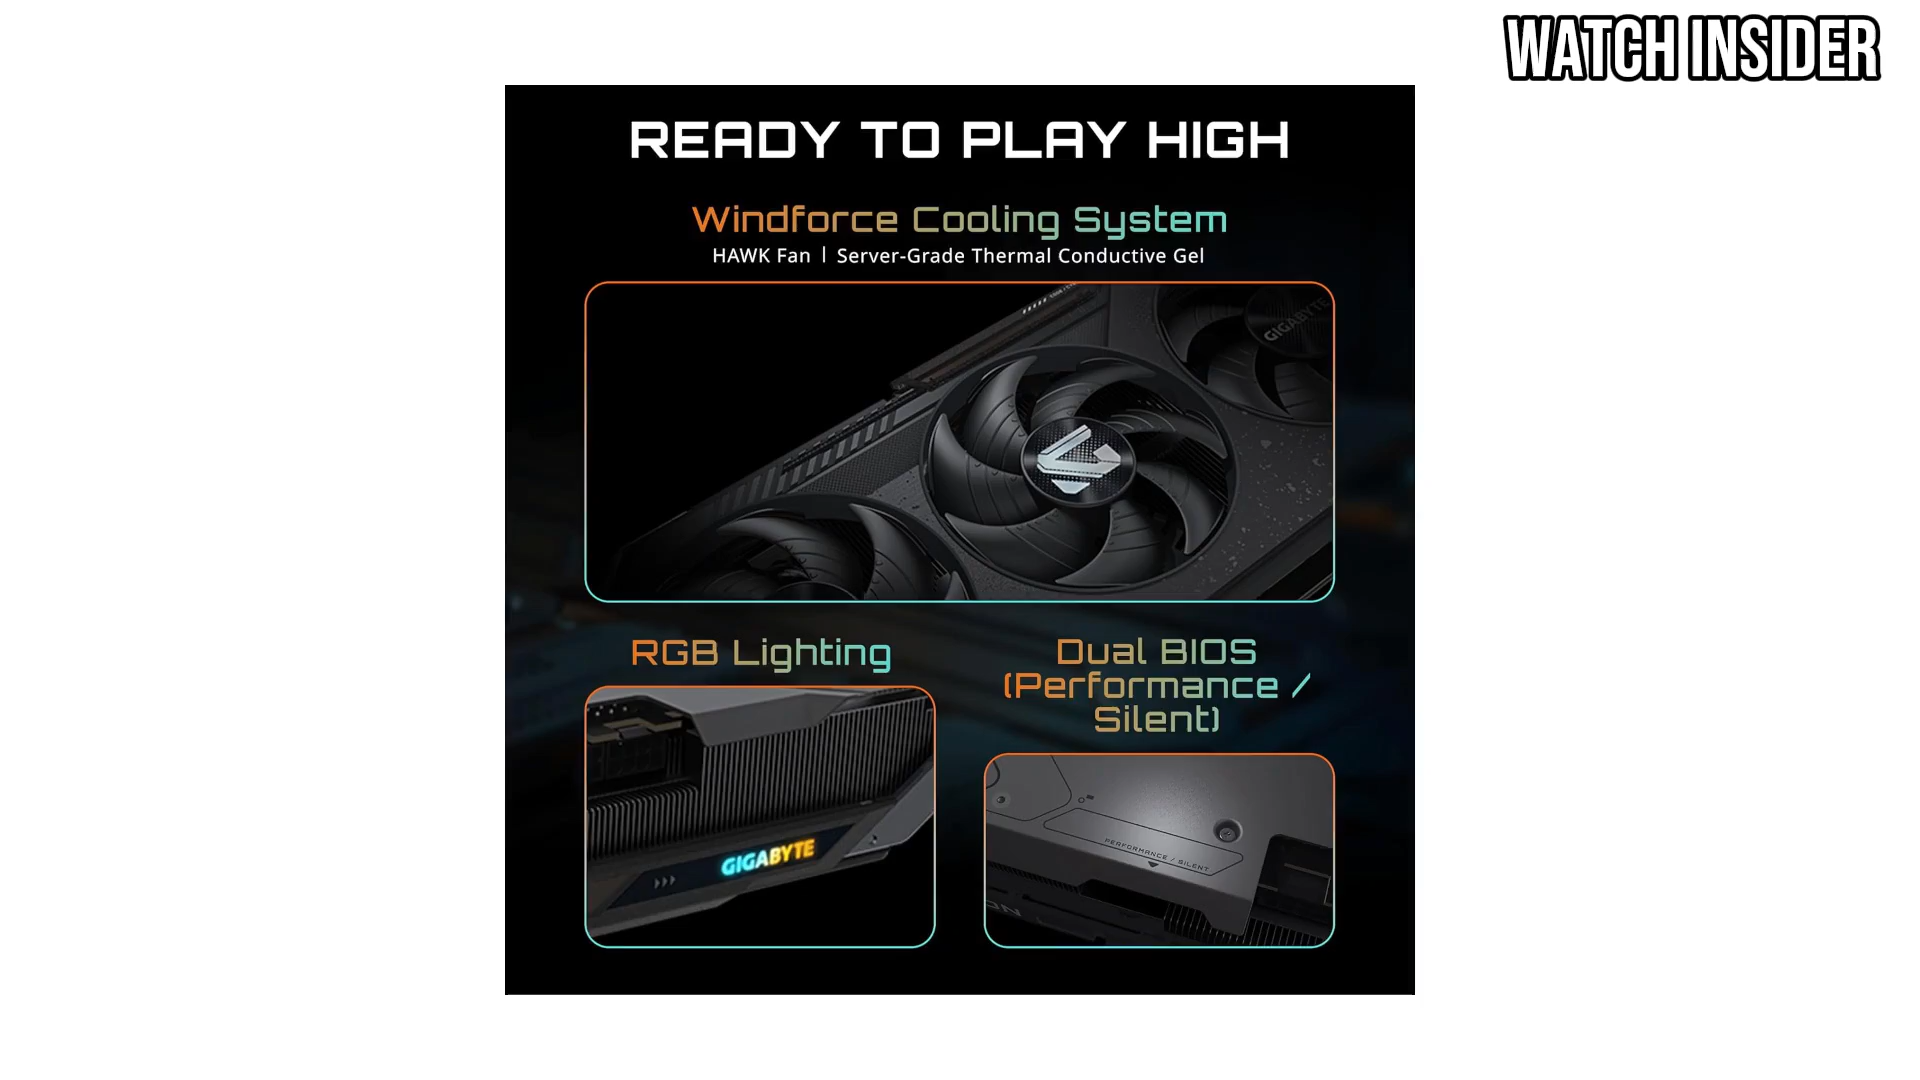 WATCH INSIDER
READY TO PLAY HIGH
Windforce Cooling System
HAWK Fan | Server-Grade Thermal Conductive Gel
GIGABYTE
RGB Lighting
Dual BIOS
(Performance /
Silent)
GIGABYTE
PERFORMANCE / SILENT